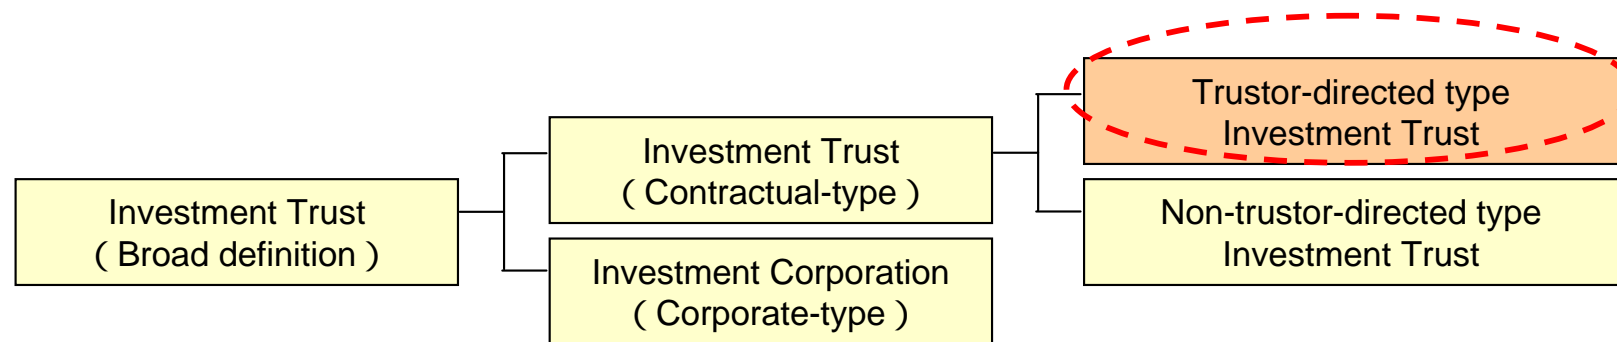 Investment Trust
( Broad definition )
Investment Trust
( Contractual-type )
Investment Corporation
( Corporate-type )
Trustor-directed type
Investment Trust
Non-trustor-directed type
Investment Trust